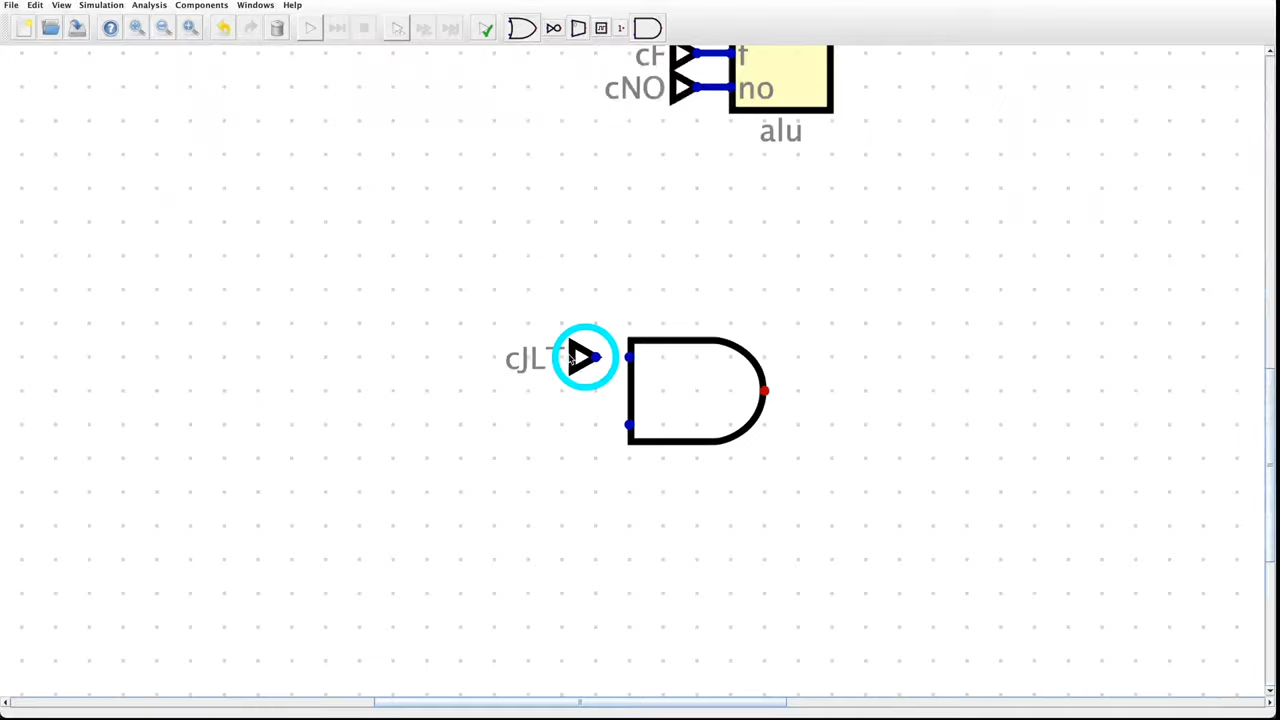 File Edit View Simulation Analysis Components Windows Help
cF f
cNO no
alu
cJLT